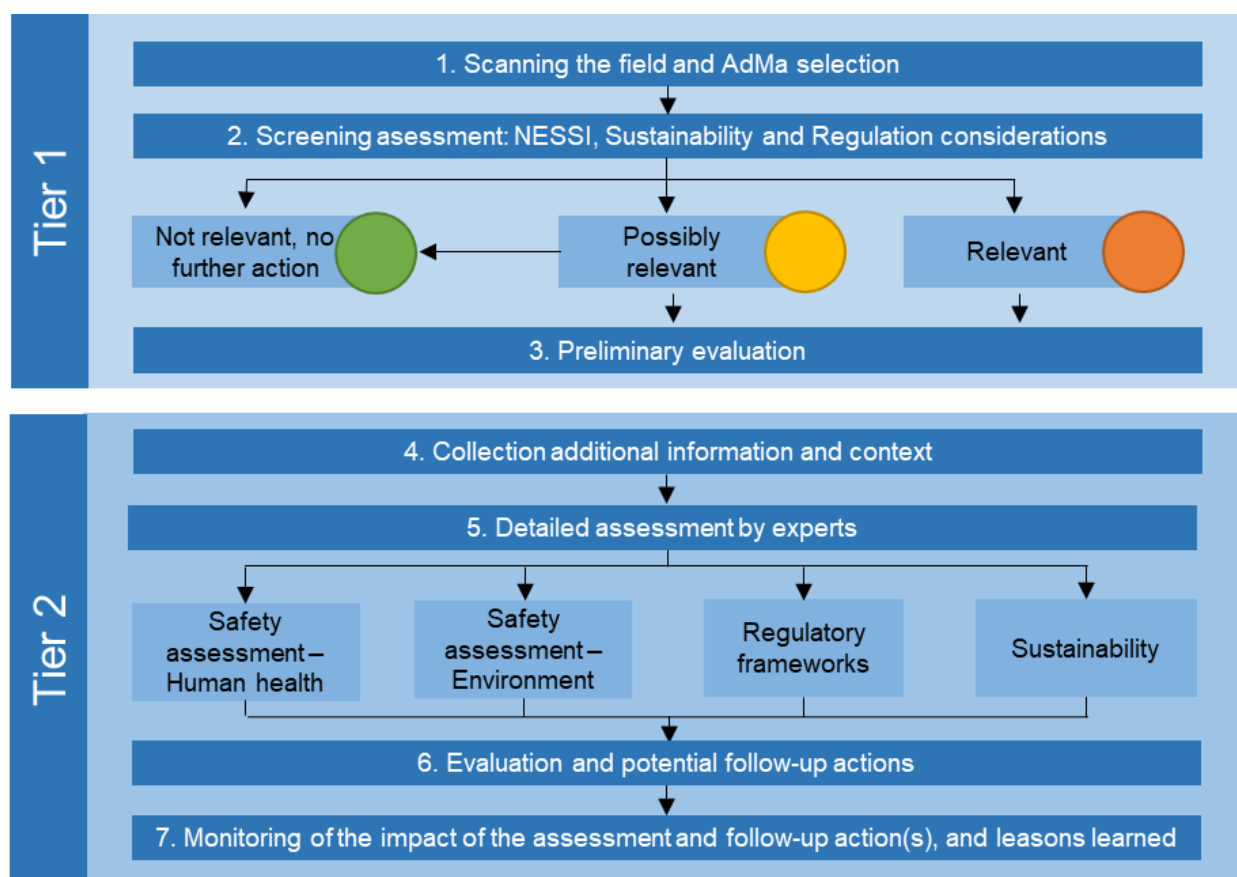 Tier 1
1. Scanning the field and AdMa selection
2. Screening asessment: NESSI, Sustainability and Regulation considerations
Not relevant, no
further action
Possibly
relevant
Relevant
3. Preliminary evaluation
Tier 2
4. Collection additional information and context
5. Detailed assessment by experts
Safety
assessment –
Human health
Safety
assessment –
Environment
Regulatory
frameworks
Sustainability
6. Evaluation and potential follow-up actions
7. Monitoring of the impact of the assessment and follow-up action(s), and leasons learned